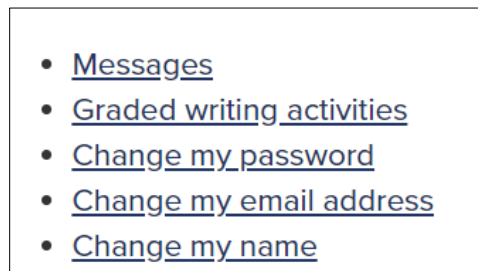 Messages
Graded writing activities
Change my password
Change my email address
Change my name